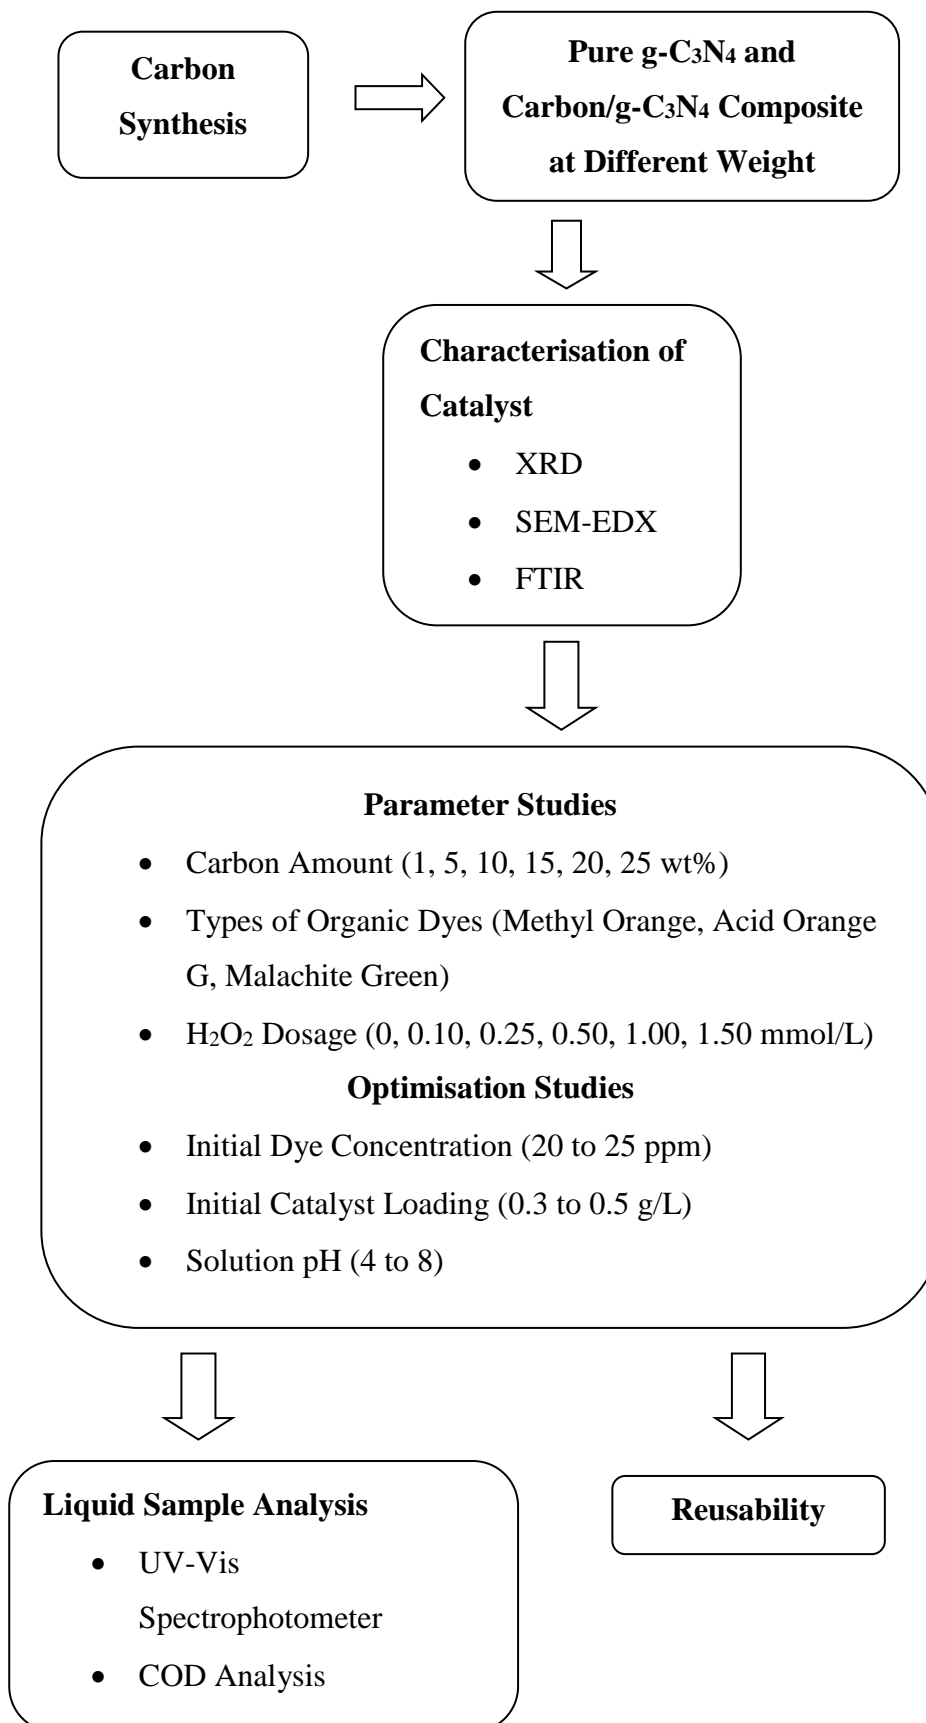 Carbon
Synthesis
Pure g-C₃N₄ and
Carbon/g-C₃N₄ Composite
at Different Weight
Characterisation of
Catalyst
• XRD
• SEM-EDX
• FTIR
Parameter Studies
• Carbon Amount (1, 5, 10, 15, 20, 25 wt%)
• Types of Organic Dyes (Methyl Orange, Acid Orange
G, Malachite Green)
• H₂O₂ Dosage (0, 0.10, 0.25, 0.50, 1.00, 1.50 mmol/L)
Optimisation Studies
• Initial Dye Concentration (20 to 25 ppm)
• Initial Catalyst Loading (0.3 to 0.5 g/L)
• Solution pH (4 to 8)
Liquid Sample Analysis
• UV-Vis
Spectrophotometer
• COD Analysis
Reusability